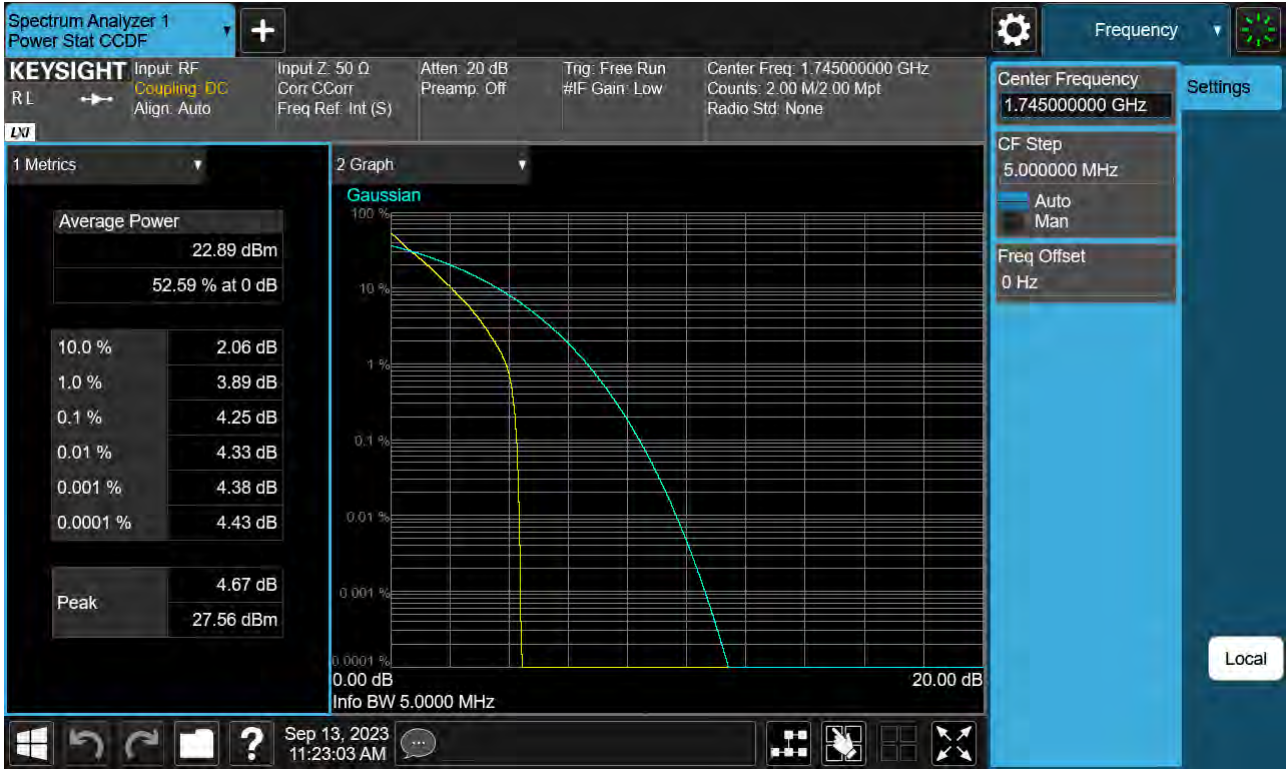 Spectrum Analyzer 1
Power Stat CCDF
+
Frequency
KEYSIGHT
R L
LXI
Input: RF
Coupling: DC
Align: Auto
Input Z: 50 Ω
Corr CCorr
Freq Ref: Int (S)
Atten: 20 dB
Preamp: Off
Trig: Free Run
#IF Gain: Low
Center Freq: 1.745000000 GHz
Counts: 2.00 M/2.00 Mpt
Radio Std: None
Center Frequency
1.745000000 GHz
Settings
CF Step
5.000000 MHz
Auto
Man
Freq Offset
0 Hz
Local
1 Metrics
Average Power
22.89 dBm
52.59 % at 0 dB
10.0 % 2.06 dB
1.0 % 3.89 dB
0.1 % 4.25 dB
0.01 % 4.33 dB
0.001 % 4.38 dB
0.0001 % 4.43 dB
Peak
4.67 dB
27.56 dBm
2 Graph
Gaussian
100 %
10 %
1 %
0.1 %
0.01 %
0.001 %
0.0001 %
0.00 dB 20.00 dB
Info BW 5.0000 MHz
?
Sep 13, 2023
11:23:03 AM